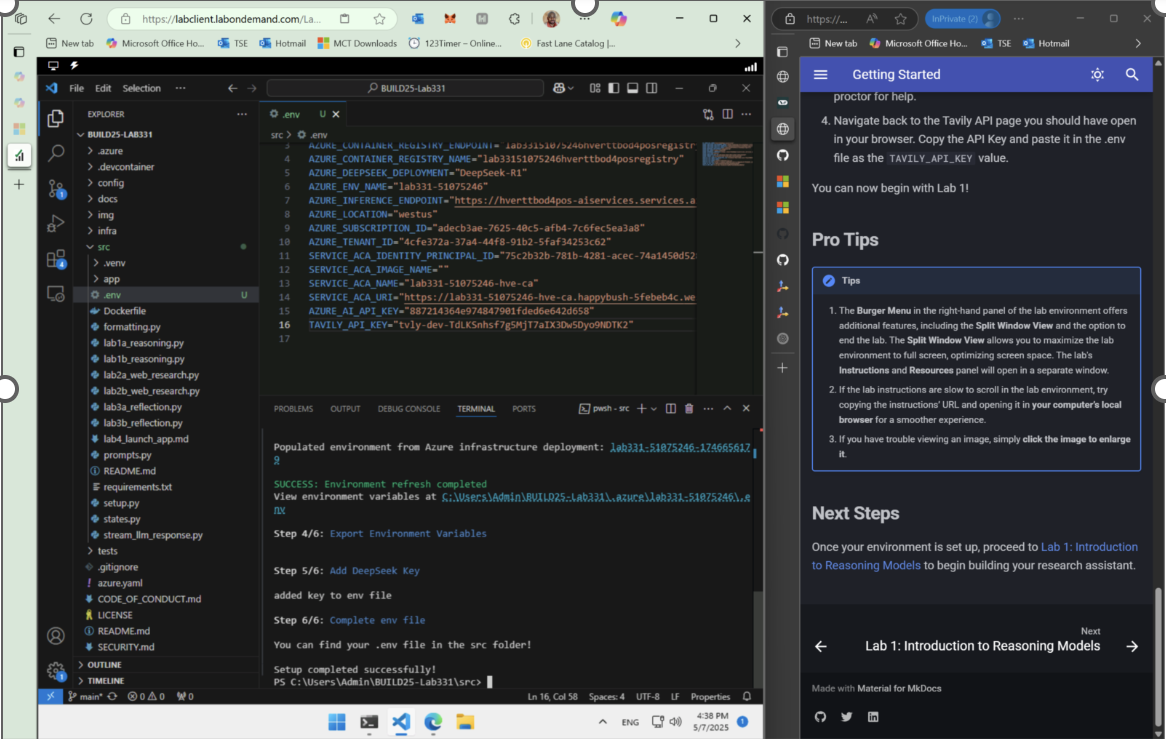 https://labclient.labondemand.com/La...
New tab
Microsoft Office Ho...
TSE
Hotmail
MCT Downloads
123Timer – Online...
Fast Lane Catalog |...
File Edit Selection ...
BUILD25-Lab331
EXPLORER
BUILD25-LAB331
.azure
.devcontainer
config
docs
img
infra
src
.venv
app
.env U
Dockerfile
formatting.py
lab1a_reasoning.py
lab1b_reasoning.py
lab2a_web_research.py
lab2b_web_research.py
lab3a_reflection.py
lab3b_reflection.py
lab4_launch_app.md
prompts.py
README.md
requirements.txt
setup.py
states.py
stream_llm_response.py
tests
.gitignore
azure.yaml
CODE_OF_CONDUCT.md
LICENSE
README.md
SECURITY.md
OUTLINE
TIMELINE
.env U
src > .env
3 AZURE_CONTAINER_REGISTRY_ENDPOINT="lab33151075246hverttbod4posregistr
4 AZURE_CONTAINER_REGISTRY_NAME="lab33151075246hverttbod4posregistry"
5 AZURE_DEEPSEEK_DEPLOYMENT="DeepSeek-R1"
6 AZURE_ENV_NAME="lab331-51075246"
7 AZURE_INFERENCE_ENDPOINT="https://hverttbod4pos-aiservices.services.a
8 AZURE_LOCATION="westus"
9 AZURE_SUBSCRIPTION_ID="adecb3ae-7625-40c5-afb4-7c6fec5ea3a8"
10 AZURE_TENANT_ID="4cfe372a-37a4-44f8-91b2-5faf34253c62"
11 SERVICE_ACA_IDENTITY_PRINCIPAL_ID="75c2b32b-781b-4281-acec-74a1450d52
12 SERVICE_ACA_IMAGE_NAME=""
13 SERVICE_ACA_NAME="lab331-51075246-hve-ca"
14 SERVICE_ACA_URI="https://lab331-51075246-hve-ca.happybush-5febeb4c.we
15 AZURE_AI_API_KEY="887214364e974847901fded6e642d658"
16 TAVILY_API_KEY="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"
17
PROBLEMS OUTPUT DEBUG CONSOLE TERMINAL PORTS
pwsh - src
Populated environment from Azure infrastructure deployment: lab331-51075246-174665617
9
SUCCESS: Environment refresh completed
View environment variables at C:\Users\Admin\BUILD25-Lab331\.azure\lab331-51075246\.e
nv
Step 4/6: Export Environment Variables
Step 5/6: Add DeepSeek Key
added key to env file
Step 6/6: Complete env file
You can find your .env file in the src folder!
Setup completed successfully!
PS C:\Users\Admin\BUILD25-Lab331\src>
main*
0 0
0
Ln 16, Col 58 Spaces: 4 UTF-8 LF Properties
ENG
4:38 PM
5/7/2025
https://...
InPrivate (2)
New tab
Microsoft Office Ho...
TSE
Hotmail
Getting Started
proctor for help.
4. Navigate back to the Tavily API page you should have open
in your browser. Copy the API Key and paste it in the .env
file as the TAVILY_API_KEY value.
You can now begin with Lab 1!
Pro Tips
Tips
1. The Burger Menu in the right-hand panel of the lab environment offers
additional features, including the Split Window View and the option to
end the lab. The Split Window View allows you to maximize the lab
environment to full screen, optimizing screen space. The lab's
Instructions and Resources panel will open in a separate window.
2. If the lab instructions are slow to scroll in the lab environment, try
copying the instructions' URL and opening it in your computer's local
browser for a smoother experience.
3. If you have trouble viewing an image, simply click the image to enlarge
it.
Next Steps
Once your environment is set up, proceed to Lab 1: Introduction
to Reasoning Models to begin building your research assistant.
Next
Lab 1: Introduction to Reasoning Models
Made with Material for MkDocs